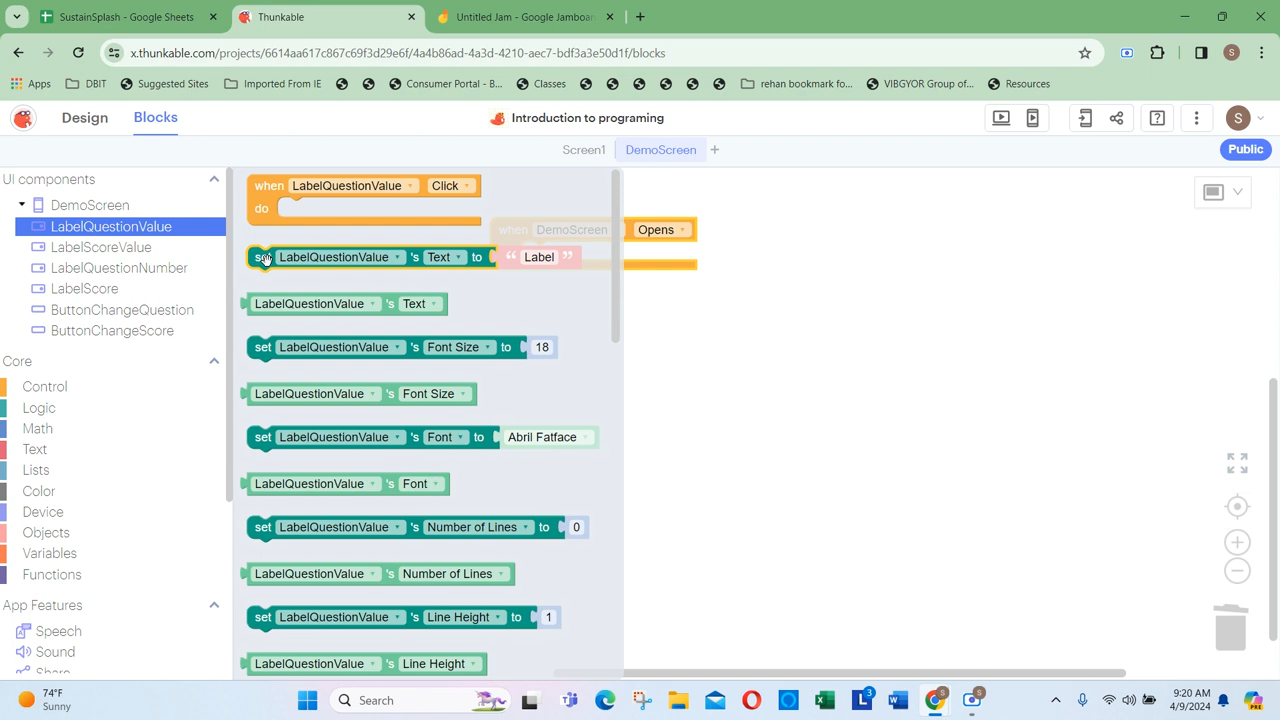 SustainSplash - Google Sheets
Thunkable
Untitled Jam - Google Jamboard
x.thunkable.com/projects/6614aa617c867c69f3d29e6f/4a4b86ad-4a3d-4210-aec7-bdf3a3e50d1f/blocks
S
Apps
DBIT
Suggested Sites
Imported From IE
Consumer Portal - B...
Classes
rehan bookmark fo...
VIBGYOR Group of...
Resources
Design
Blocks
Introduction to programing
S
Screen1
DemoScreen
Public
UI components
DemoScreen
LabelQuestionValue
LabelScoreValue
LabelQuestionNumber
LabelScore
ButtonChangeQuestion
ButtonChangeScore
Core
Control
Logic
Math
Text
Lists
Color
Device
Objects
Variables
Functions
App Features
Speech
Sound
Share
when LabelQuestionValue Click
do
set LabelQuestionValue 's Text to “ Label ”
LabelQuestionValue 's Text
set LabelQuestionValue 's Font Size to 18
LabelQuestionValue 's Font Size
set LabelQuestionValue 's Font to Abril Fatface
LabelQuestionValue 's Font
set LabelQuestionValue 's Number of Lines to 0
LabelQuestionValue 's Number of Lines
set LabelQuestionValue 's Line Height to 1
LabelQuestionValue 's Line Height
when DemoScreen Opens
74°F
Sunny
Search
3
9:20 AM
4/9/2024